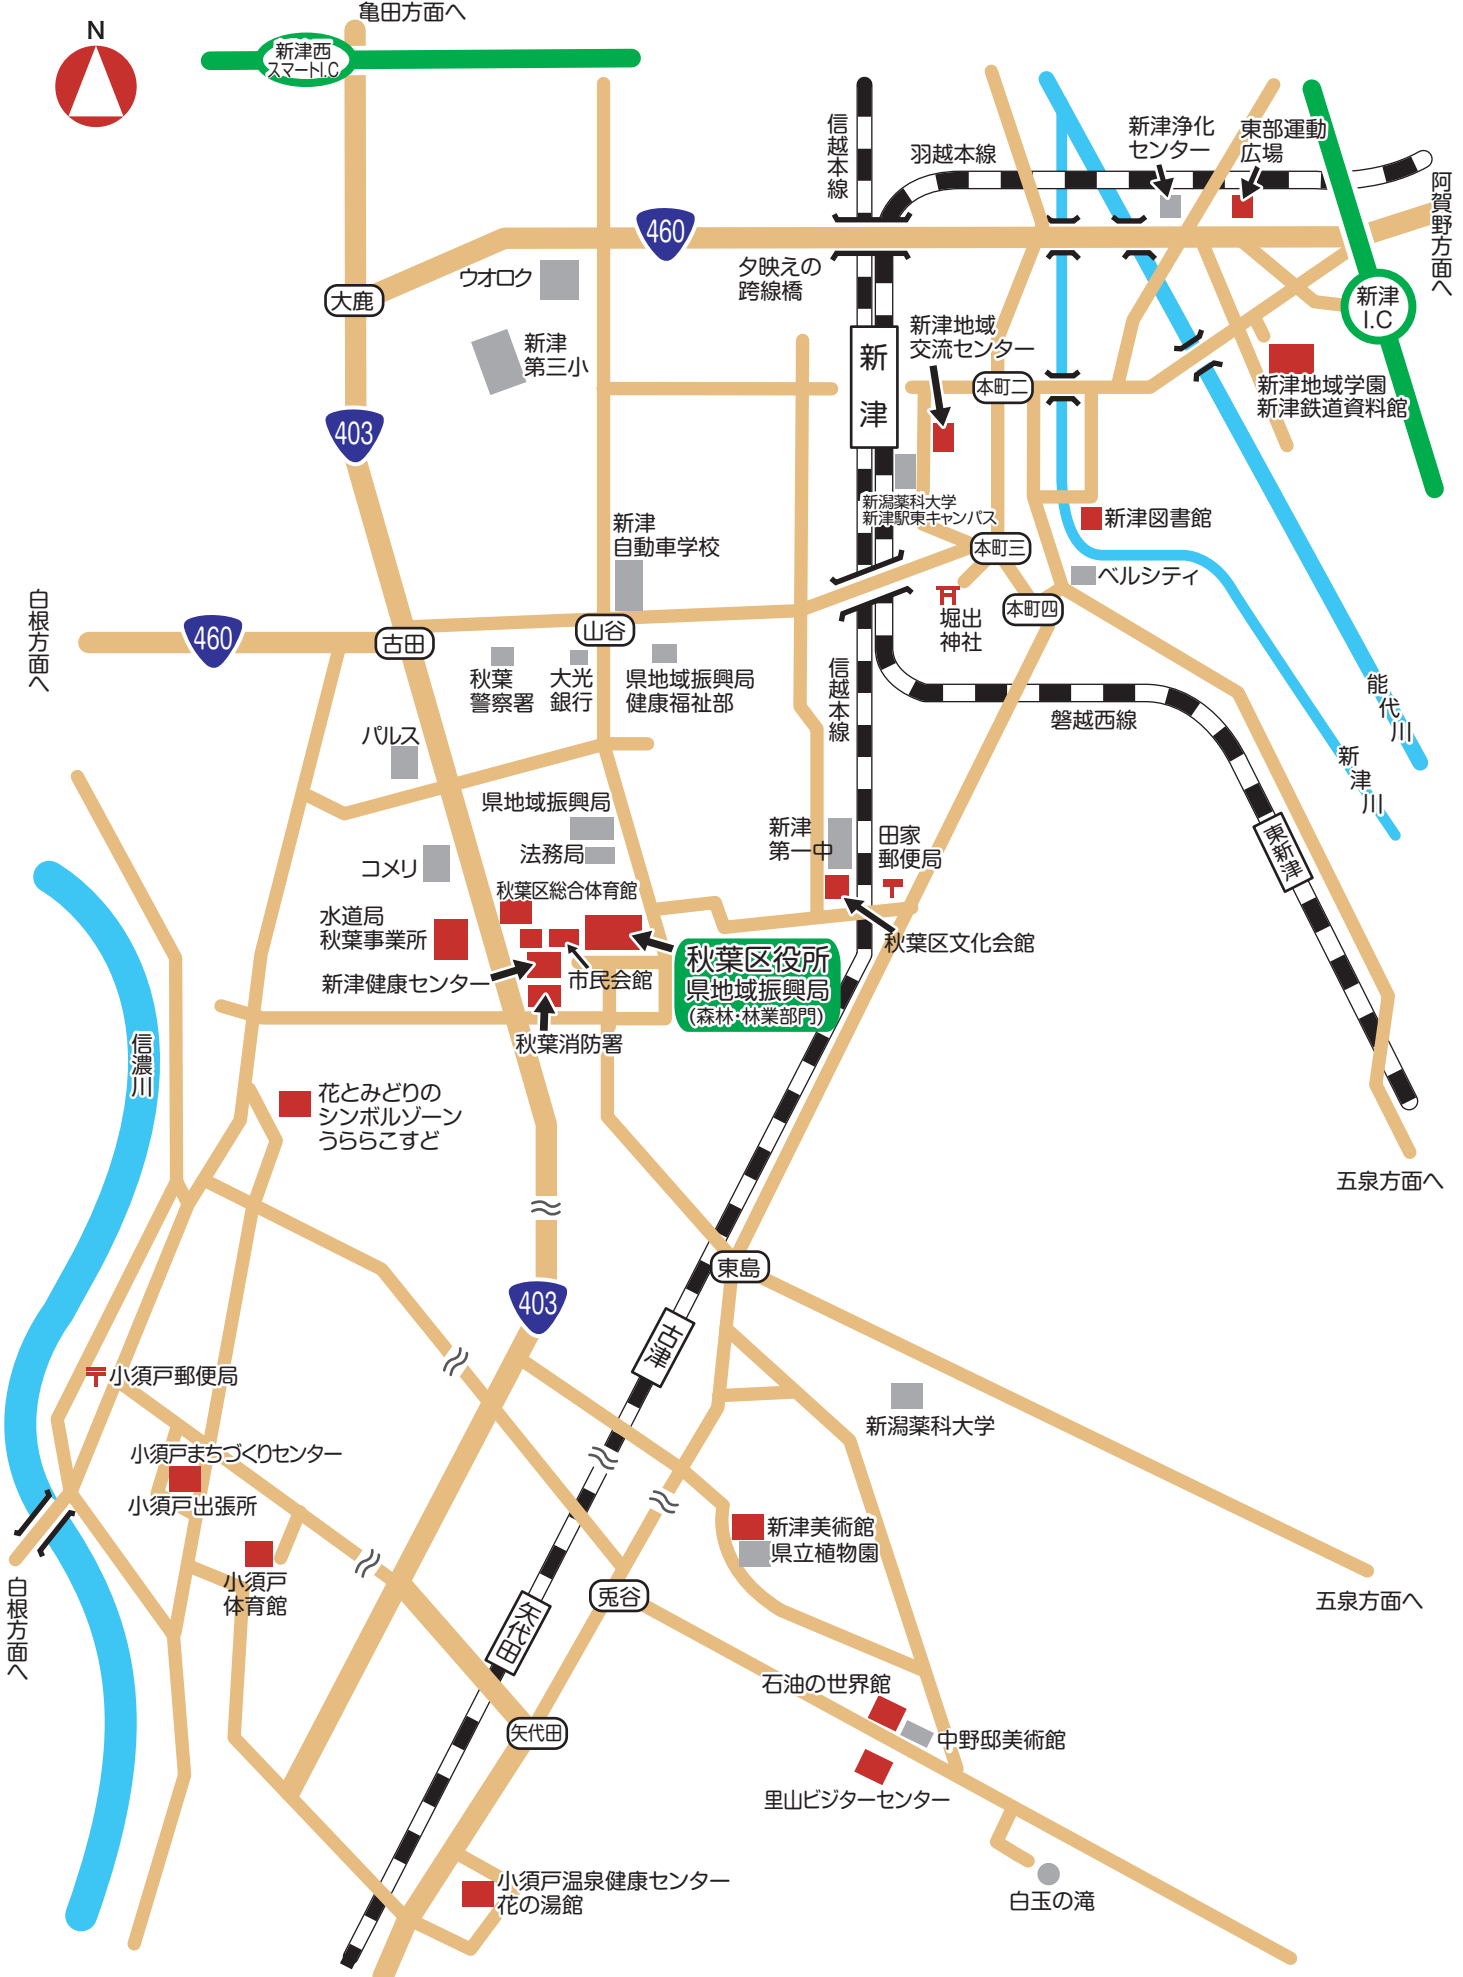 亀田方面へ
N
新津西
スマートI.C
信越本線
羽越本線
新津浄化
センター
東部運動
広場
阿賀野方面へ
460
ウオロク
夕映えの
跨線橋
大鹿
新津
I.C
新津
第三小
新津
新津地域
交流センター
本町二
新津地域学園
新津鉄道資料館
403
新潟薬科大学
新津駅東キャンパス
新津図書館
新津
自動車学校
本町三
ベルシティ
白根方面へ
460
古田
山谷
堀出
神社
本町四
秋葉
警察署
大光
銀行
県地域振興局
健康福祉部
信越本線
磐越西線
能代川
新津川
パルス
県地域振興局
法務局
新津
第一中
田家
郵便局
東新津
コメリ
秋葉区総合体育館
水道局
秋葉事業所
新津健康センター
市民会館
秋葉区役所
県地域振興局
(森林・林業部門)
秋葉区文化会館
秋葉消防署
信濃川
花とみどりの
シンボルゾーン
うららこすど
五泉方面へ
東島
403
古津
小須戸郵便局
新潟薬科大学
小須戸まちづくりセンター
小須戸出張所
新津美術館
県立植物園
小須戸
体育館
兎谷
五泉方面へ
白根方面へ
矢代田
石油の世界館
矢代田
中野邸美術館
里山ビジターセンター
小須戸温泉健康センター
花の湯館
白玉の滝